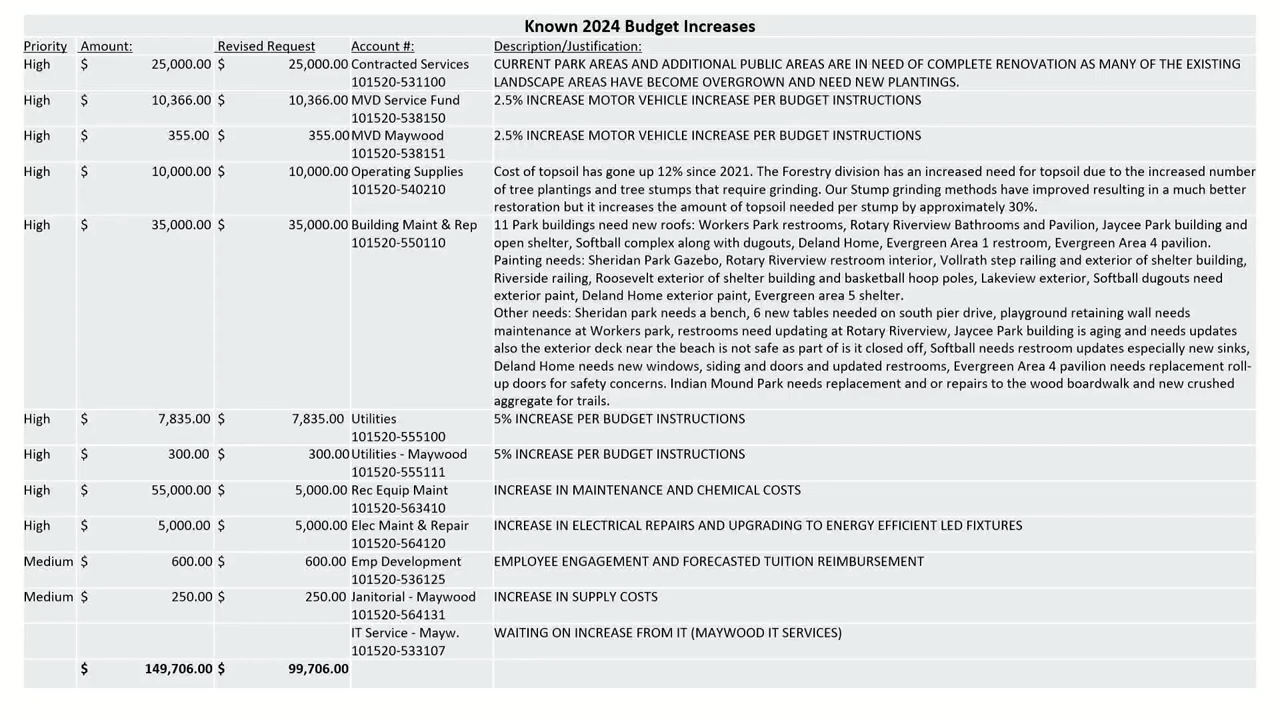 Known 2024 Budget Increases
Priority Amount: Revised Request Account #: Description/Justification:
High $ 25,000.00 $ 25,000.00 Contracted Services CURRENT PARK AREAS AND ADDITIONAL PUBLIC AREAS ARE IN NEED OF COMPLETE RENOVATION AS MANY OF THE EXISTING
101520-531100 LANDSCAPE AREAS HAVE BECOME OVERGROWN AND NEED NEW PLANTINGS.
High $ 10,366.00 $ 10,366.00 MVD Service Fund 2.5% INCREASE MOTOR VEHICLE INCREASE PER BUDGET INSTRUCTIONS
101520-538150
High $ 355.00 $ 355.00 MVD Maywood 2.5% INCREASE MOTOR VEHICLE INCREASE PER BUDGET INSTRUCTIONS
101520-538151
High $ 10,000.00 $ 10,000.00 Operating Supplies Cost of topsoil has gone up 12% since 2021. The Forestry division has an increased need for topsoil due to the increased number
101520-540210 of tree plantings and tree stumps that require grinding. Our Stump grinding methods have improved resulting in a much better
restoration but it increases the amount of topsoil needed per stump by approximately 30%.
High $ 35,000.00 $ 35,000.00 Building Maint & Rep 11 Park buildings need new roofs: Workers Park restrooms, Rotary Riverview Bathrooms and Pavilion, Jaycee Park building and
101520-550110 open shelter, Softball complex along with dugouts, Deland Home, Evergreen Area 1 restroom, Evergreen Area 4 pavilion.
Painting needs: Sheridan Park Gazebo, Rotary Riverview restroom interior, Vollrath step railing and exterior of shelter building,
Riverside railing, Roosevelt exterior of shelter building and basketball hoop poles, Lakeview exterior, Softball dugouts need
exterior paint, Deland Home exterior paint, Evergreen area 5 shelter.
Other needs: Sheridan park needs a bench, 6 new tables needed on south pier drive, playground retaining wall needs
maintenance at Workers park, restrooms need updating at Rotary Riverview, Jaycee Park building is aging and needs updates
also the exterior deck near the beach is not safe as part of is it closed off, Softball needs restroom updates especially new sinks,
Deland Home needs new windows, siding and doors and updated restrooms, Evergreen Area 4 pavilion needs replacement roll-
up doors for safety concerns. Indian Mound Park needs replacement and or repairs to the wood boardwalk and new crushed
aggregate for trails.
High $ 7,835.00 $ 7,835.00 Utilities 5% INCREASE PER BUDGET INSTRUCTIONS
101520-555100
High $ 300.00 $ 300.00 Utilities - Maywood 5% INCREASE PER BUDGET INSTRUCTIONS
101520-555111
High $ 55,000.00 $ 5,000.00 Rec Equip Maint INCREASE IN MAINTENANCE AND CHEMICAL COSTS
101520-563410
High $ 5,000.00 $ 5,000.00 Elec Maint & Repair INCREASE IN ELECTRICAL REPAIRS AND UPGRADING TO ENERGY EFFICIENT LED FIXTURES
101520-564120
Medium $ 600.00 $ 600.00 Emp Development EMPLOYEE ENGAGEMENT AND FORECASTED TUITION REIMBURSEMENT
101520-536125
Medium $ 250.00 $ 250.00 Janitorial - Maywood INCREASE IN SUPPLY COSTS
101520-564131
IT Service - Mayw. WAITING ON INCREASE FROM IT (MAYWOOD IT SERVICES)
101520-533107
$ 149,706.00 $ 99,706.00